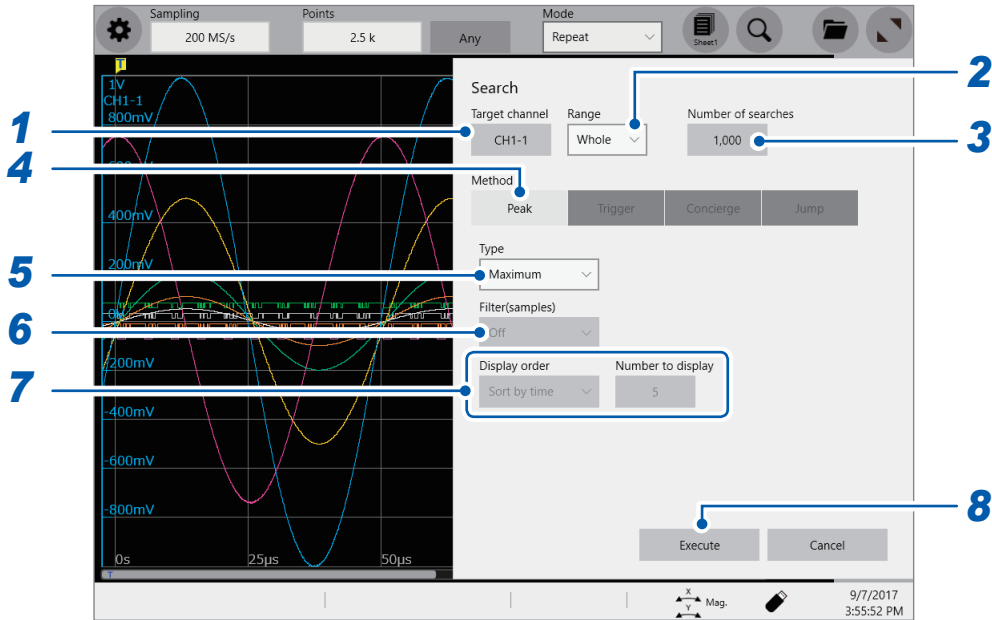 Sampling
200 MS/s
Points
2.5 k
Any
Mode
Repeat
Sheet1
T
1V
CH1-1
800mV
400mV
200mV
-200mV
-400mV
-600mV
-800mV
0s
25µs
50µs
T
Search
Target channel
CH1-1
Range
Whole
Number of searches
1,000
Method
Peak
Trigger
Concierge
Jump
Type
Maximum
Filter(samples)
Off
Display order
Sort by time
Number to display
5
Execute
Cancel
X
Y
Mag.
9/7/2017
3:55:52 PM
1
2
3
4
5
6
7
8